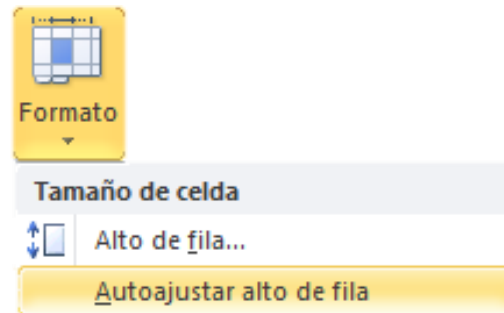 Formato
Tamaño de celda
Alto de fila...
Autoajustar alto de fila